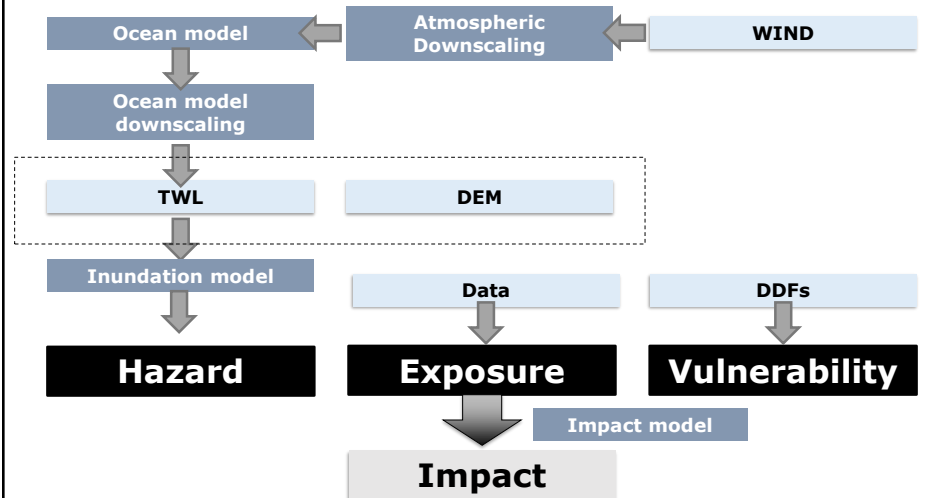 Ocean model
Atmospheric
Downscaling
WIND
Ocean model
downscaling
TWL
DEM
Inundation model
Data
DDFs
Hazard
Exposure
Vulnerability
Impact model
Impact